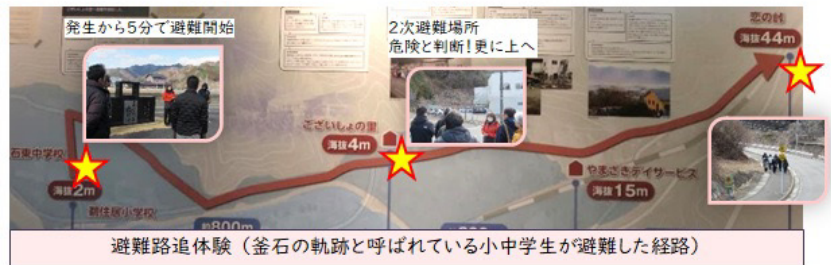 発生から5分で避難開始
2次避難場所
危険と判断!更に上へ
恋の峠
海抜44m
ございしょの里
海抜4m
石東中学校
海抜2m
鵜住居小学校
約800m
やまざきデイサービス
海抜15m
避難路追体験(釜石の軌跡と呼ばれている小中学生が避難した経路)